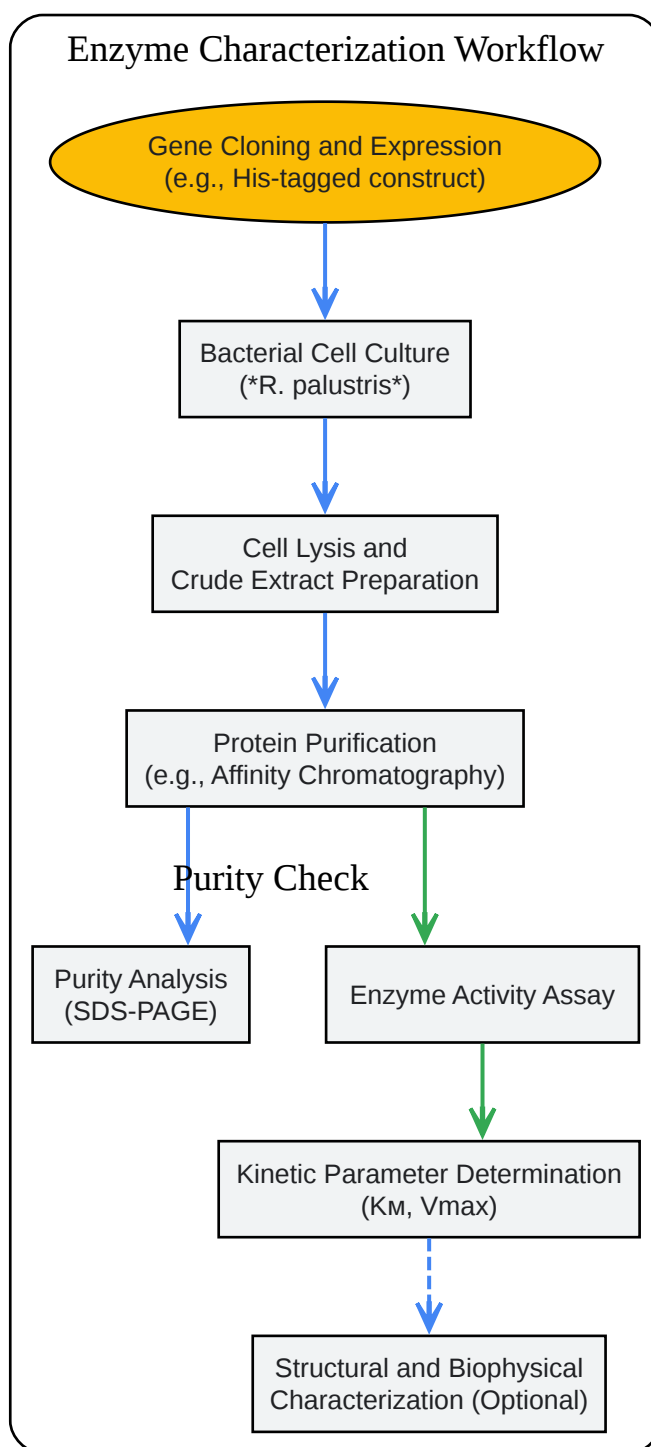 Enzyme Characterization Workflow
Gene Cloning and Expression
(e.g., His-tagged construct)
Bacterial Cell Culture
(*R. palustris*)
Cell Lysis and
Crude Extract Preparation
Protein Purification
(e.g., Affinity Chromatography)
Purity Check
Purity Analysis
(SDS-PAGE)
Enzyme Activity Assay
Kinetic Parameter Determination
(Kᴍ, Vmax)
Structural and Biophysical
Characterization (Optional)